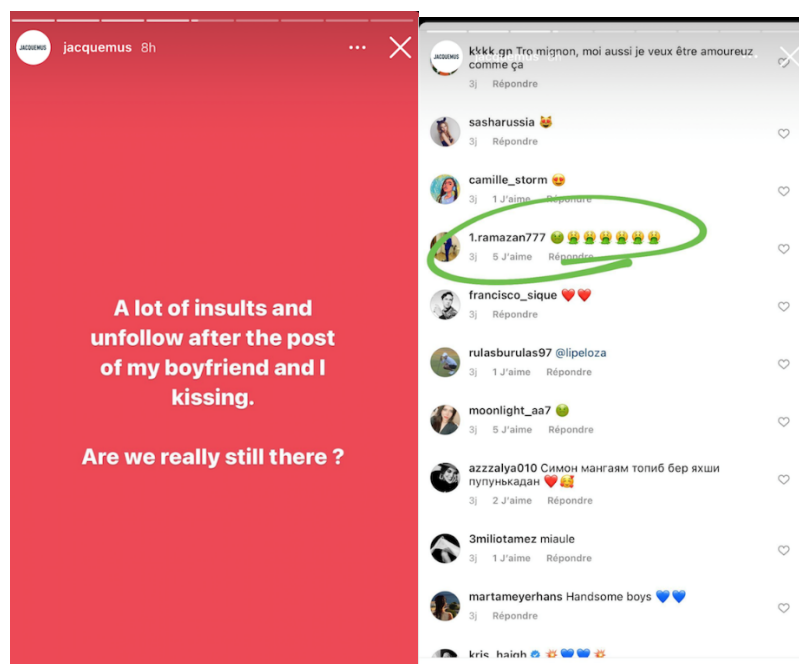 JACQUEMUS
jacquemus 8h
A lot of insults and
unfollow after the post
of my boyfriend and I
kissing.
Are we really still there ?
JACQUEMUS
kkkk.gn Tro mignon, moi aussi je veux être amoureuz
comme ça
jacquemus
3j Répondre
sasharussia 😻
3j Répondre
camille_storm 😍
3j 1 J'aime Répondre
1.ramazan777 🤢🤮🤮🤮🤮🤮🤮
3j 5 J'aime Répondre
francisco_sique ❤️❤️
3j Répondre
rulasburulas97 @lipeloza
3j 1 J'aime Répondre
moonlight_aa7 🤢
3j 5 J'aime Répondre
azzzalya010 Симон мангаям топиб бер яхши
пупунькадан ❤️🥰
3j 2 J'aime Répondre
3miliotamez miaule
3j 1 J'aime Répondre
martameyerhans Handsome boys 💙💙
3j Répondre
kris_haigh 💥💙💙💥